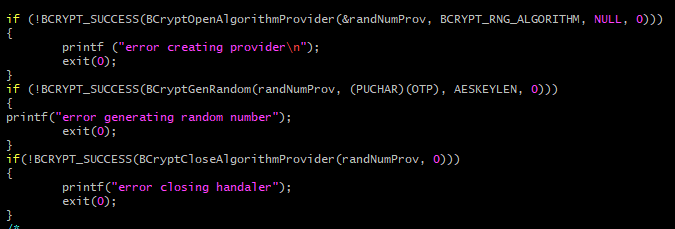 if (!BCRYPT_SUCCESS(BCryptOpenAlgorithmProvider(&randNumProv, BCRYPT_RNG_ALGORITHM, NULL, 0)))
{
        printf ("error creating provider\n");
        exit(0);
}
if (!BCRYPT_SUCCESS(BCryptGenRandom(randNumProv, (PUCHAR)(OTP), AESKEYLEN, 0)))
{
printf("error generating random number");
        exit(0);
}
if(!BCRYPT_SUCCESS(BCryptCloseAlgorithmProvider(randNumProv, 0)))
{
        printf("error closing handaler");
        exit(0);
}
/*